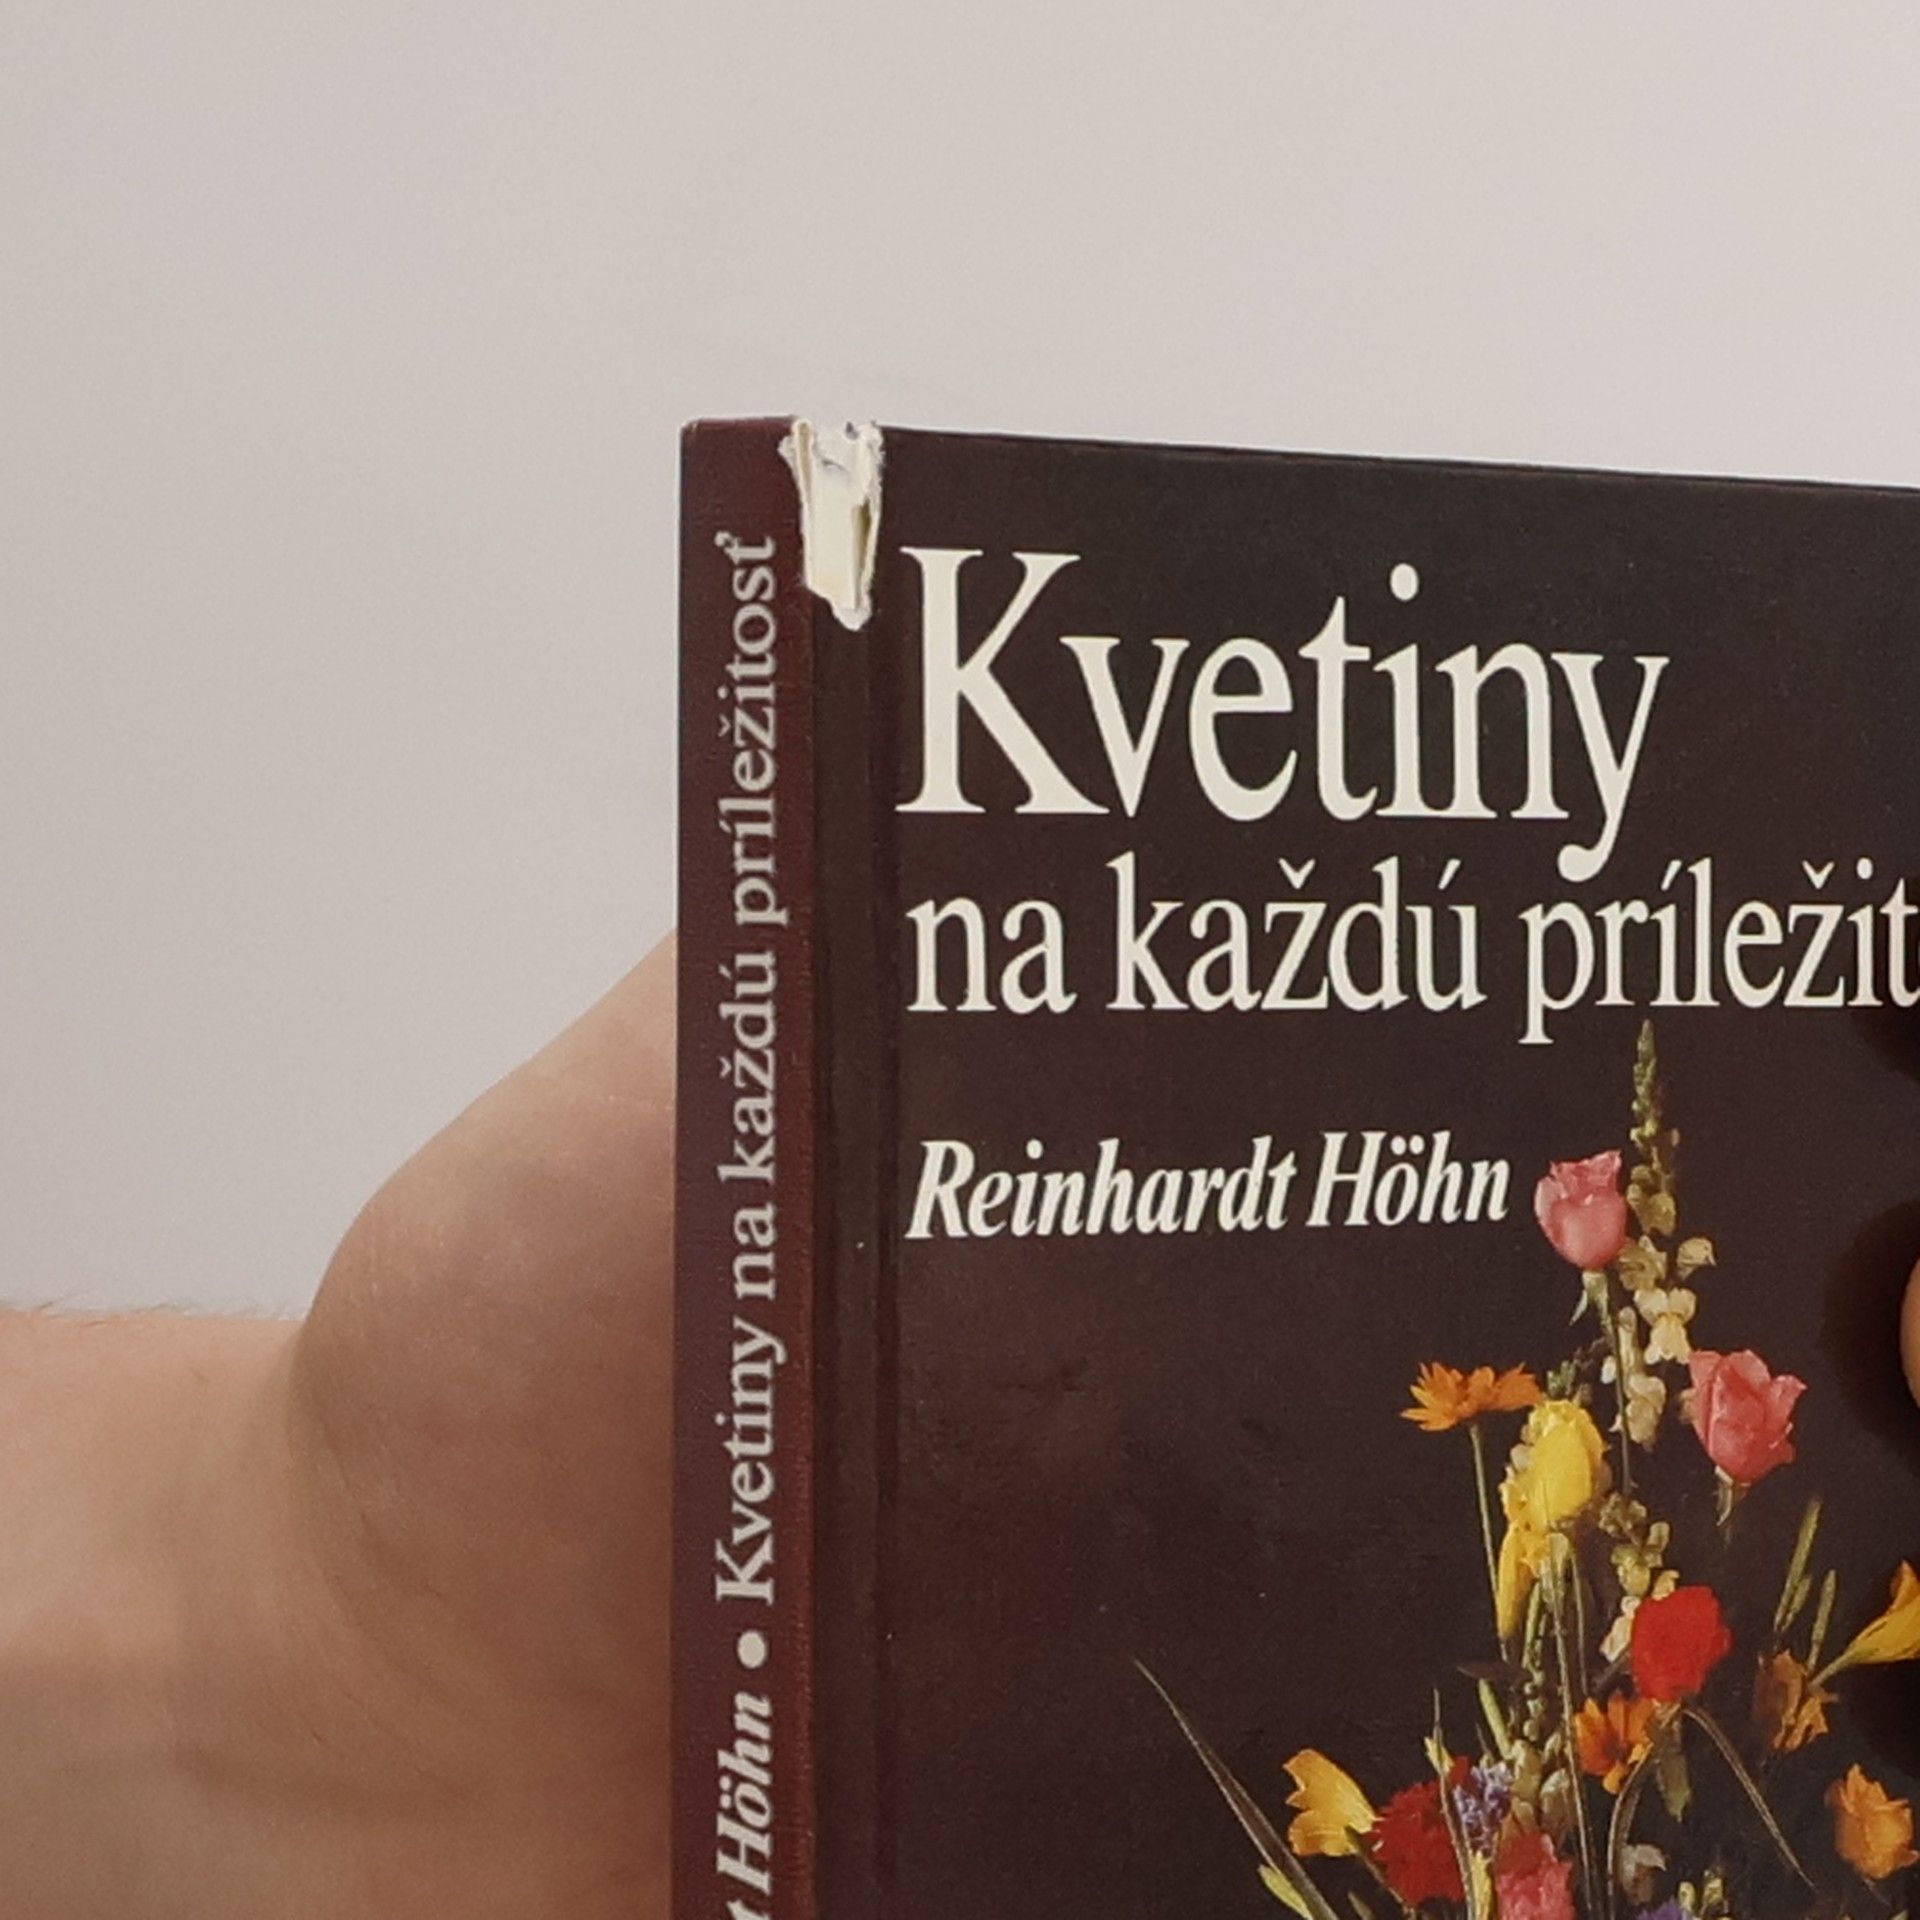 Kvetiny
na každú príležit
Reinhardt Höhn
t Höhn • Kvetiny na každú príležitosť